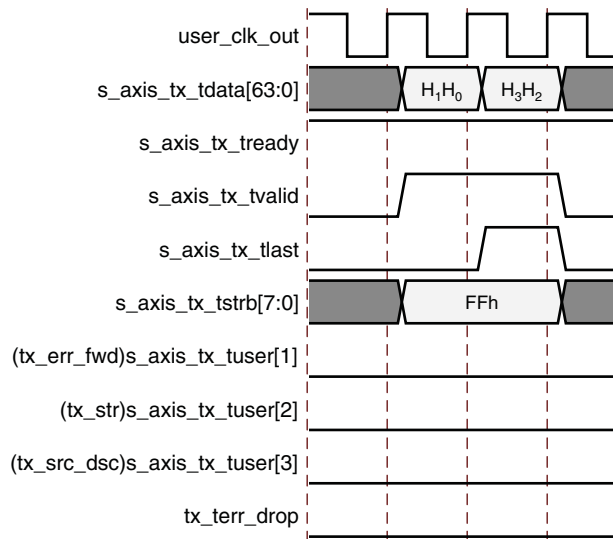 user_clk_out
s_axis_tx_tdata[63:0] H₁H₀ H₃H₂
s_axis_tx_tready
s_axis_tx_tvalid
s_axis_tx_tlast
s_axis_tx_tstrb[7:0] FFh
(tx_err_fwd)s_axis_tx_tuser[1]
(tx_str)s_axis_tx_tuser[2]
(tx_src_dsc)s_axis_tx_tuser[3]
tx_terr_drop